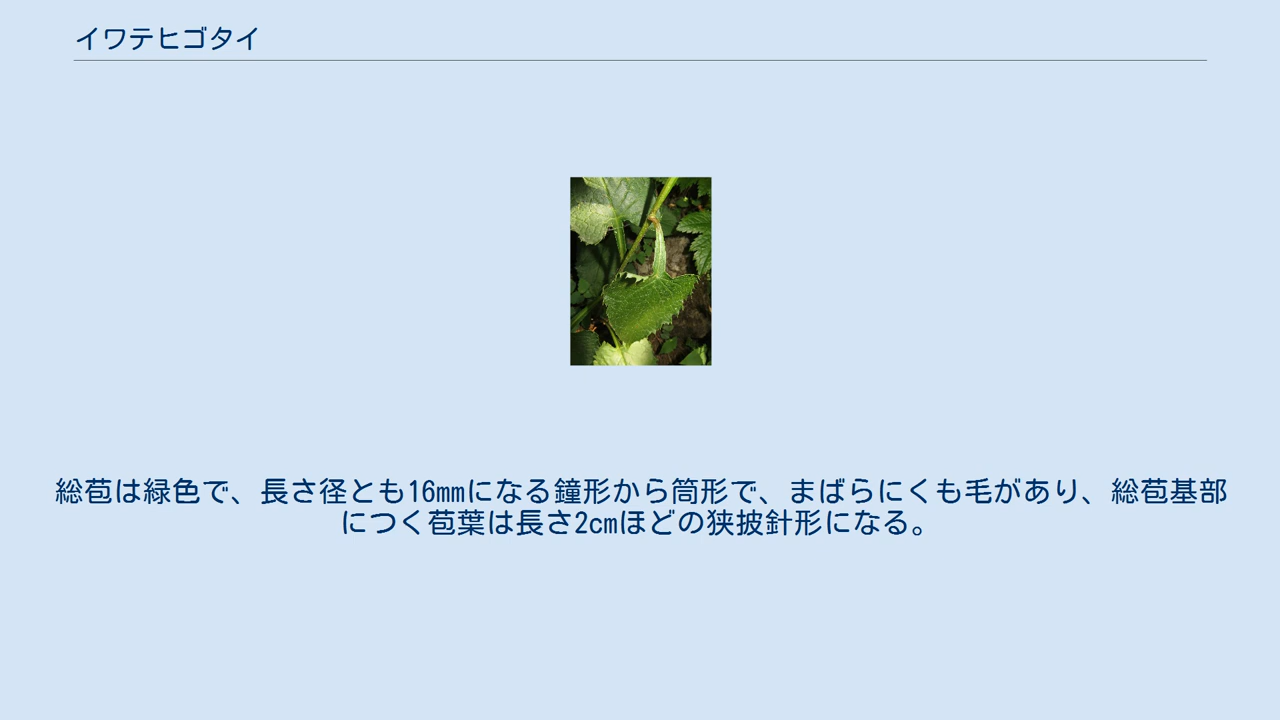 イワテヒゴタイ
総苞は緑色で、長さ径とも16mmになる鐘形から筒形で、まばらにくも毛があり、総苞基部
につく苞葉は長さ2cmほどの狭披針形になる。